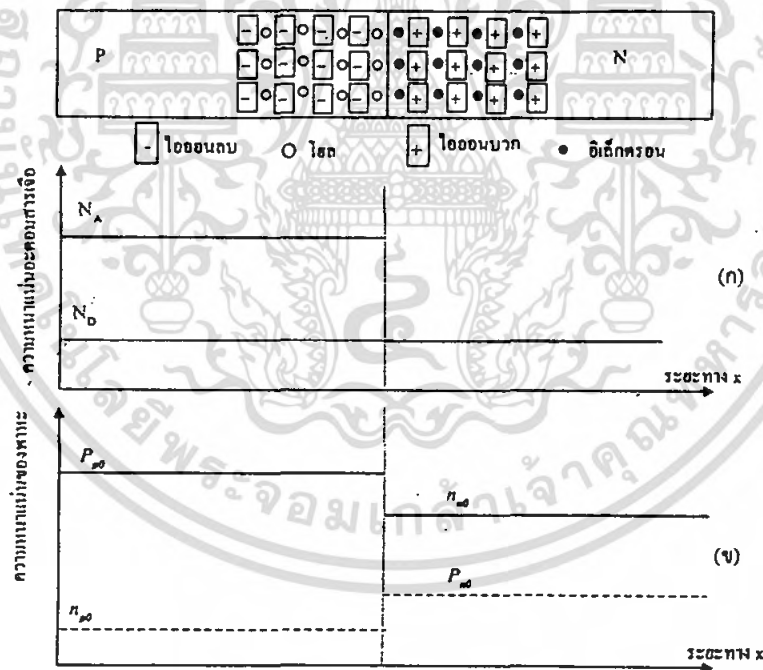 P N
- ไอออนลบ ○ โฮล + ไอออนบวก ● อิเล็กตรอน
ความหนาแน่นอะตอมสารเจือ
N_A
N_D
(ก)
ระยะทาง x
ความหนาแน่นของพาหะ
P_p0
n_n0
P_n0
n_p0
(ข)
ระยะทาง x